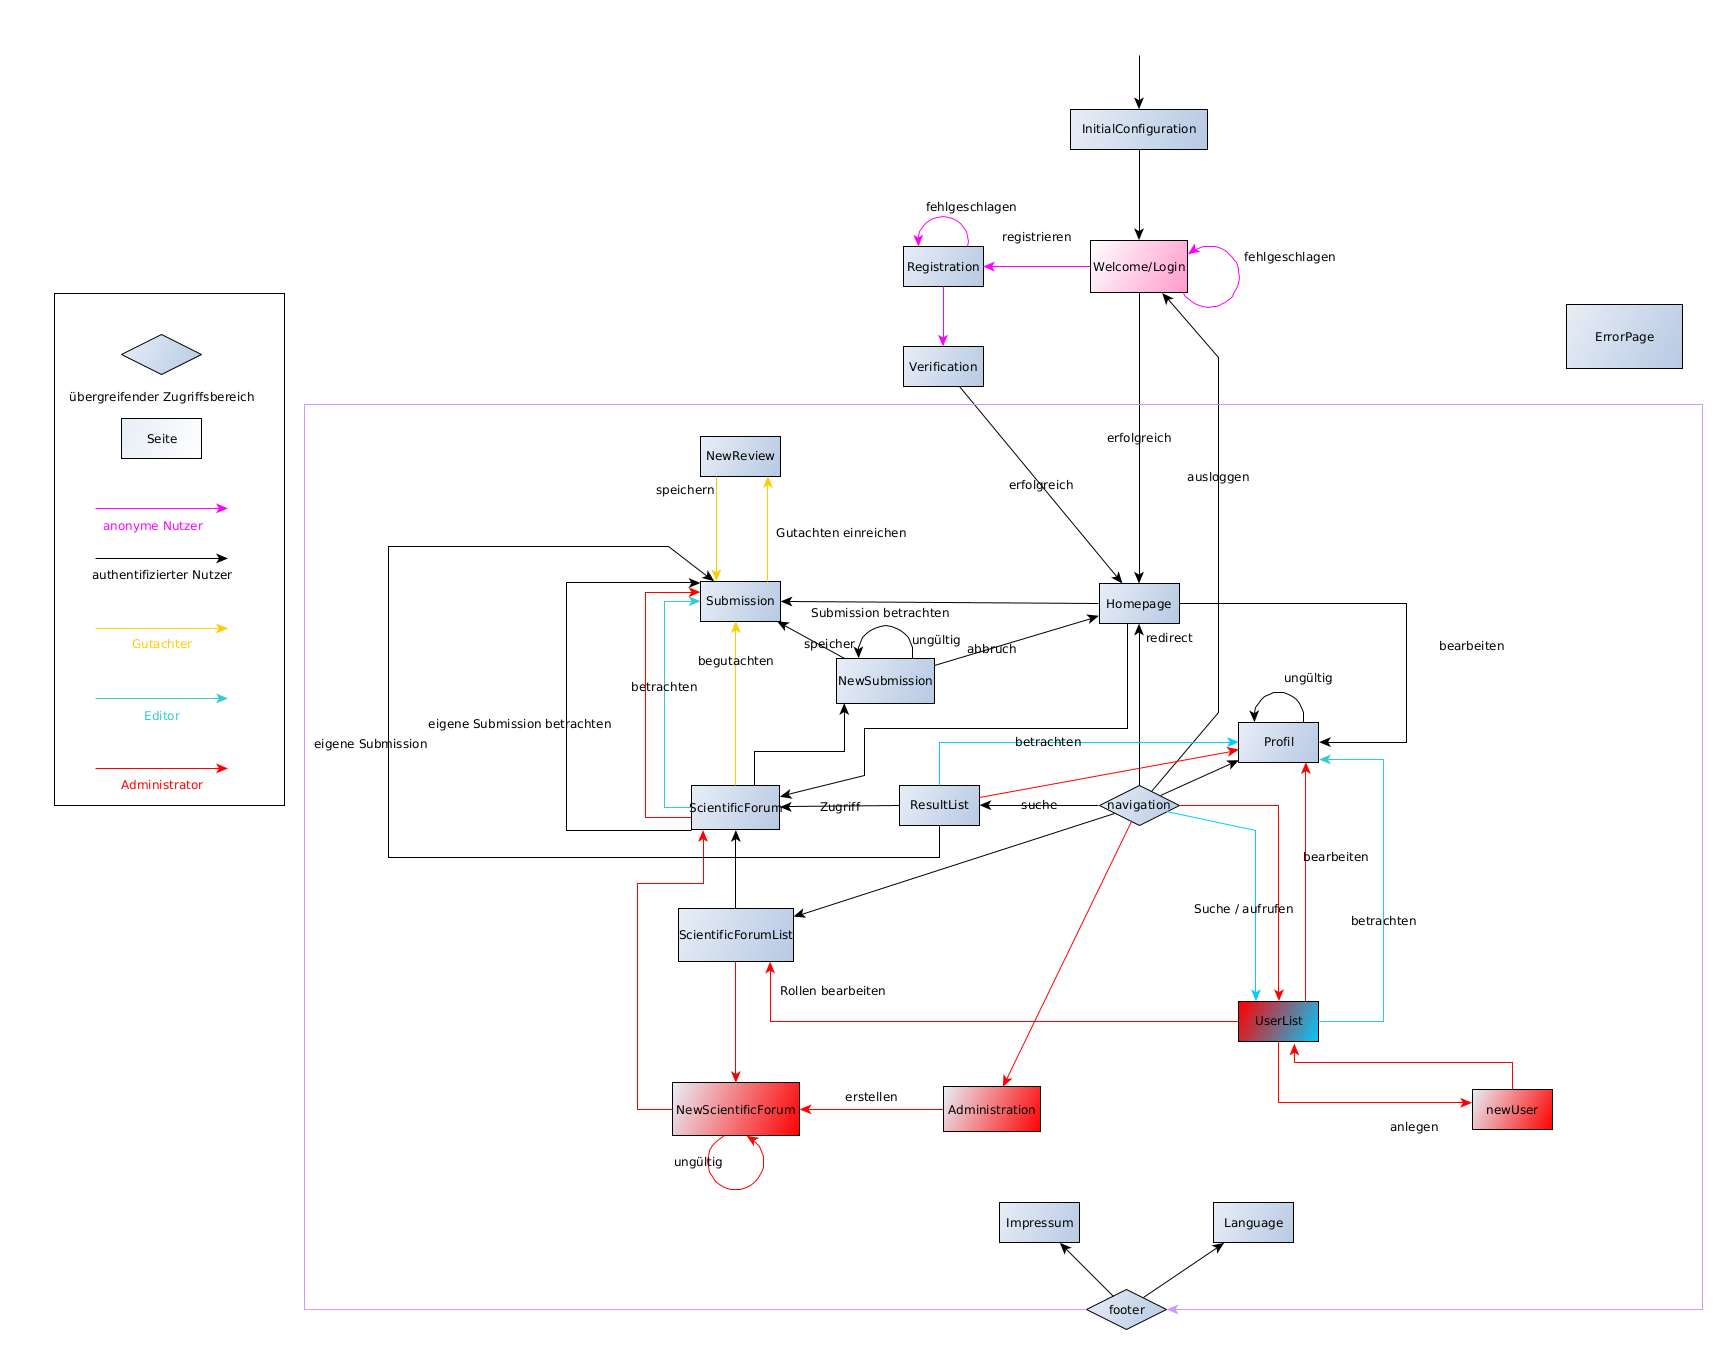 InitialConfiguration
fehlgeschlagen
registrieren
Registration
Welcome/Login
fehlgeschlagen
ErrorPage
Verification
übergreifender Zugriffsbereich
Seite
anonyme Nutzer
authentifizierter Nutzer
Gutachter
Editor
Administrator
erfolgreich
NewReview
ausloggen
speichern
erfolgreich
Gutachten einreichen
Submission
Homepage
Submission betrachten
speicher
ungültig
abbruch
redirect
bearbeiten
begutachten
NewSubmission
ungültig
betrachten
eigene Submission betrachten
eigene Submission
betrachten
Profil
ScientificForum
Zugriff
ResultList
suche
navigation
bearbeiten
Suche / aufrufen
betrachten
ScientificForumList
Rollen bearbeiten
UserList
NewScientificForum
erstellen
Administration
newUser
anlegen
ungültig
Impressum
Language
footer